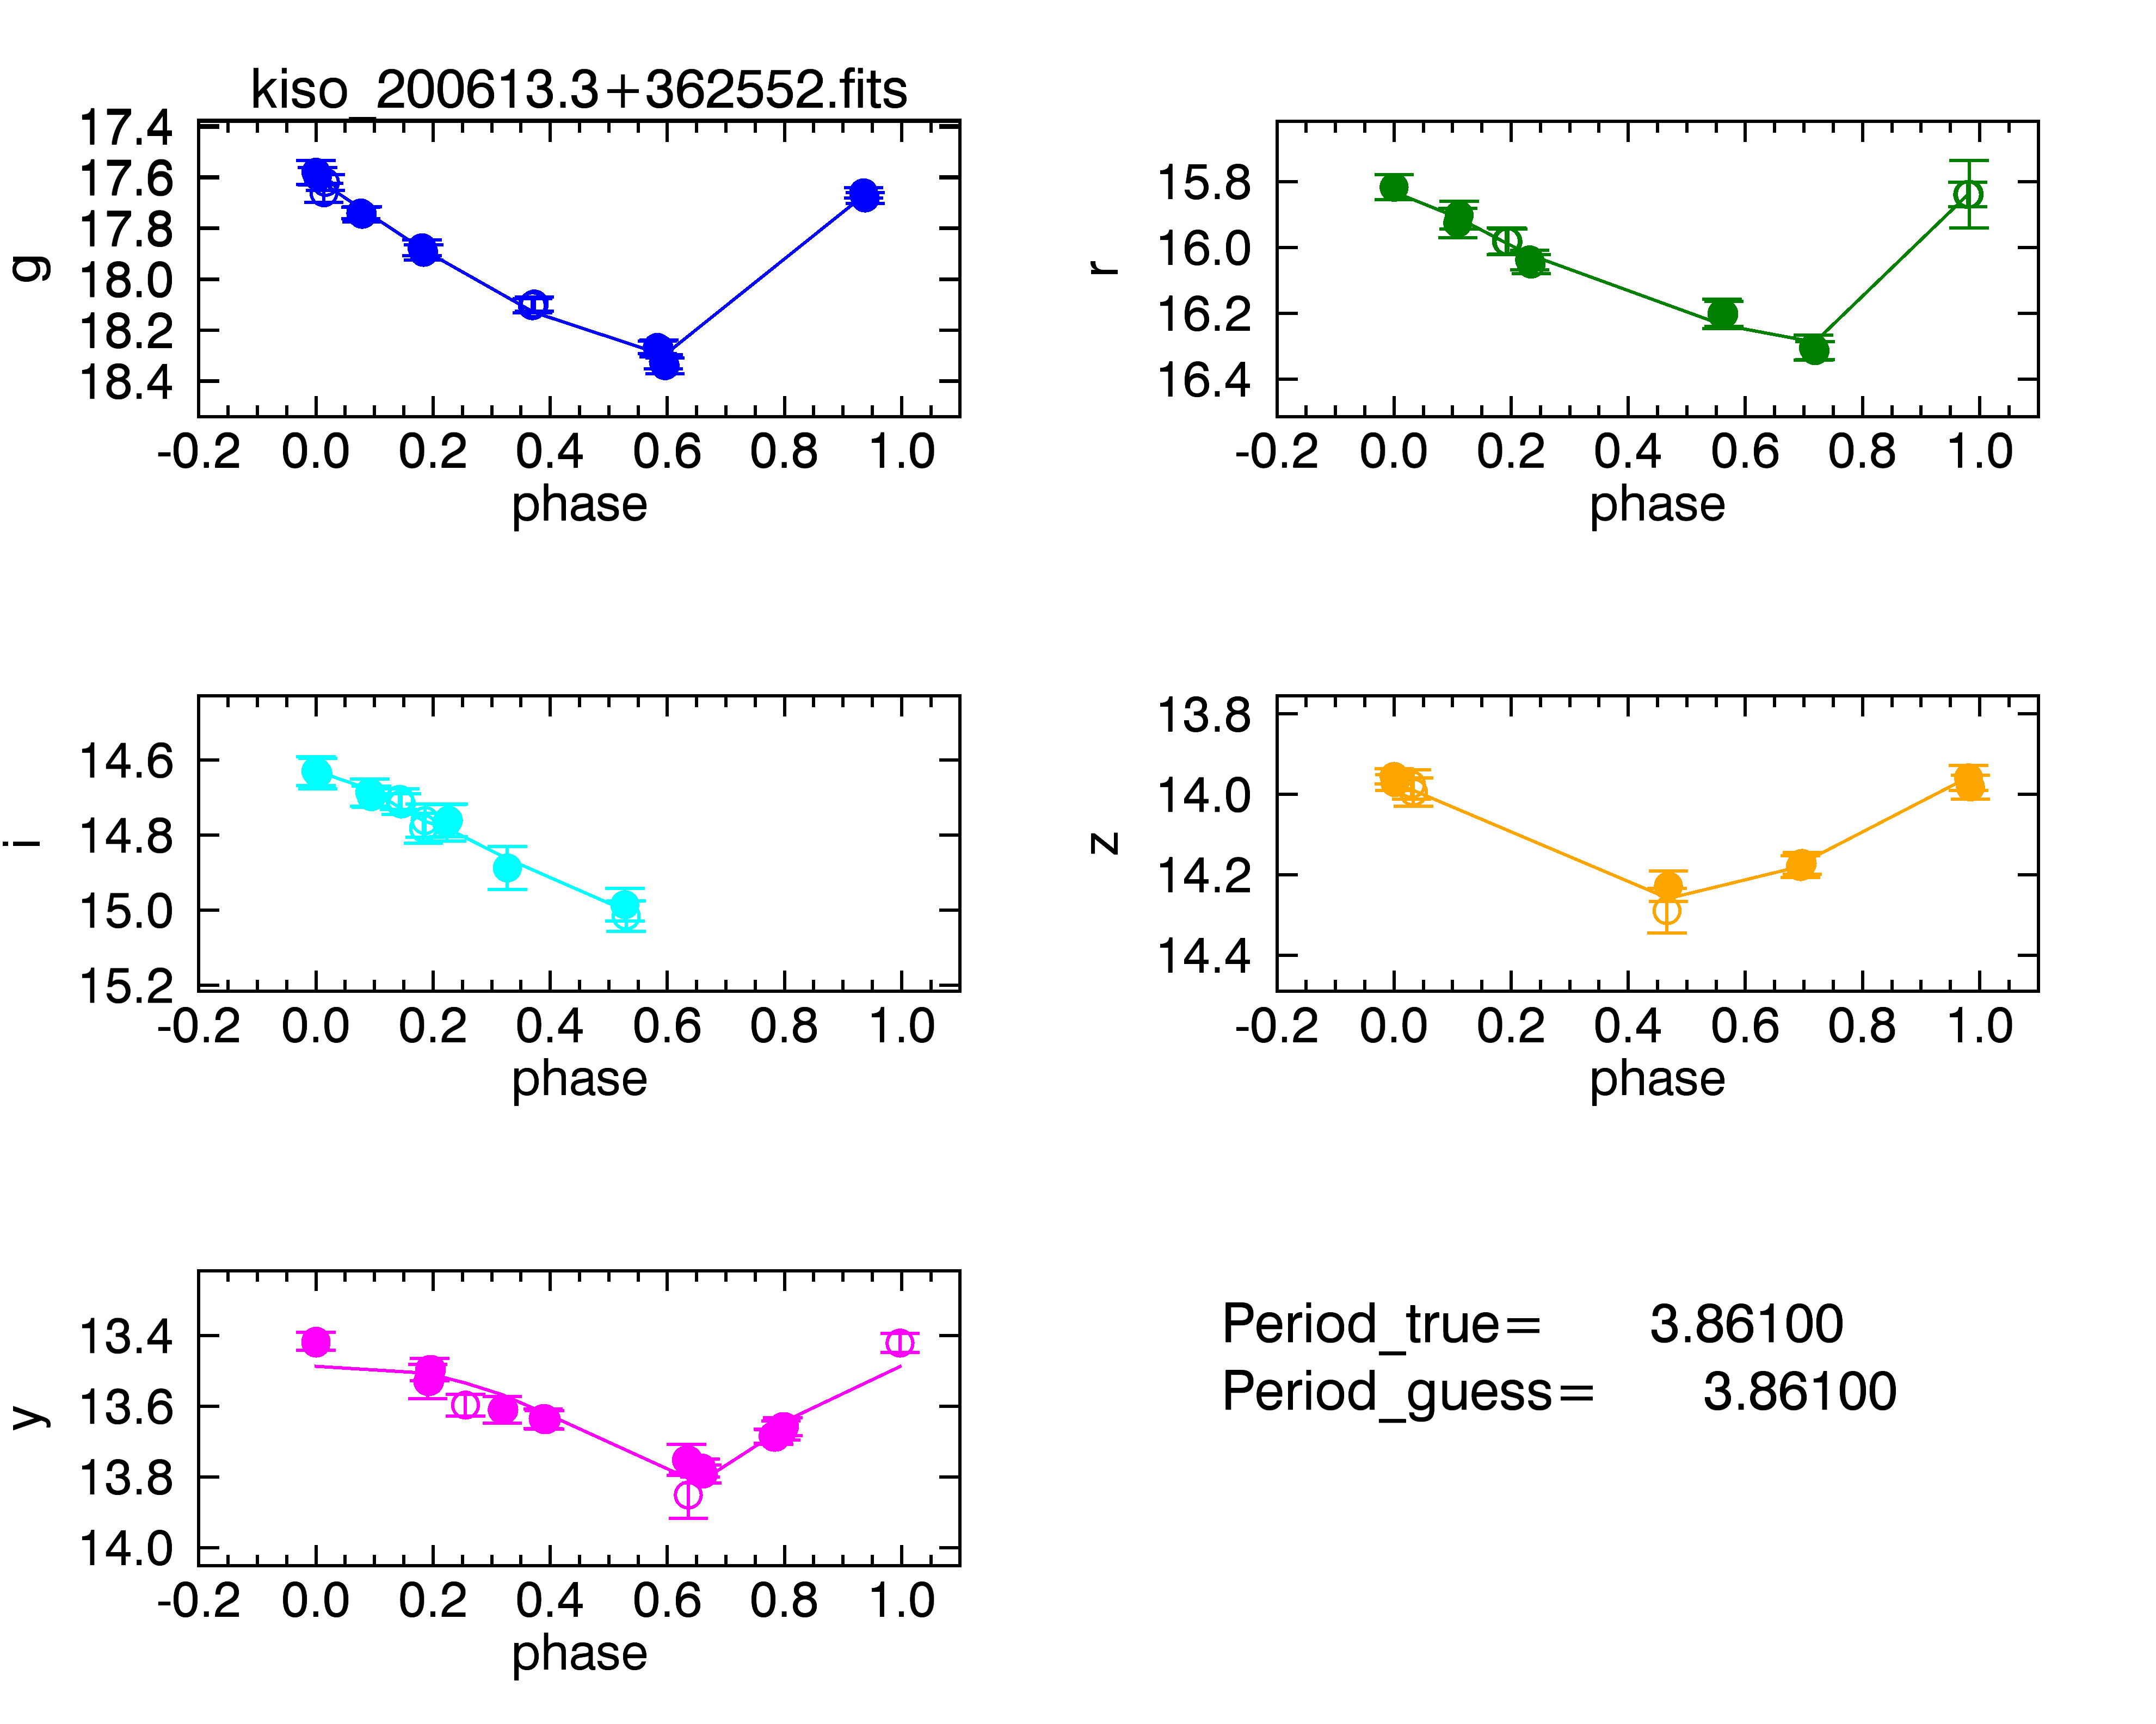 kiso_200613.3+362552.fits
g
17.4
17.6
17.8
18.0
18.2
18.4
-0.2 0.0 0.2 0.4 0.6 0.8 1.0
phase
r
15.8
16.0
16.2
16.4
-0.2 0.0 0.2 0.4 0.6 0.8 1.0
phase
i
14.6
14.8
15.0
15.2
-0.2 0.0 0.2 0.4 0.6 0.8 1.0
phase
z
13.8
14.0
14.2
14.4
-0.2 0.0 0.2 0.4 0.6 0.8 1.0
phase
y
13.4
13.6
13.8
14.0
-0.2 0.0 0.2 0.4 0.6 0.8 1.0
phase
Period_true= 3.86100
Period_guess= 3.86100